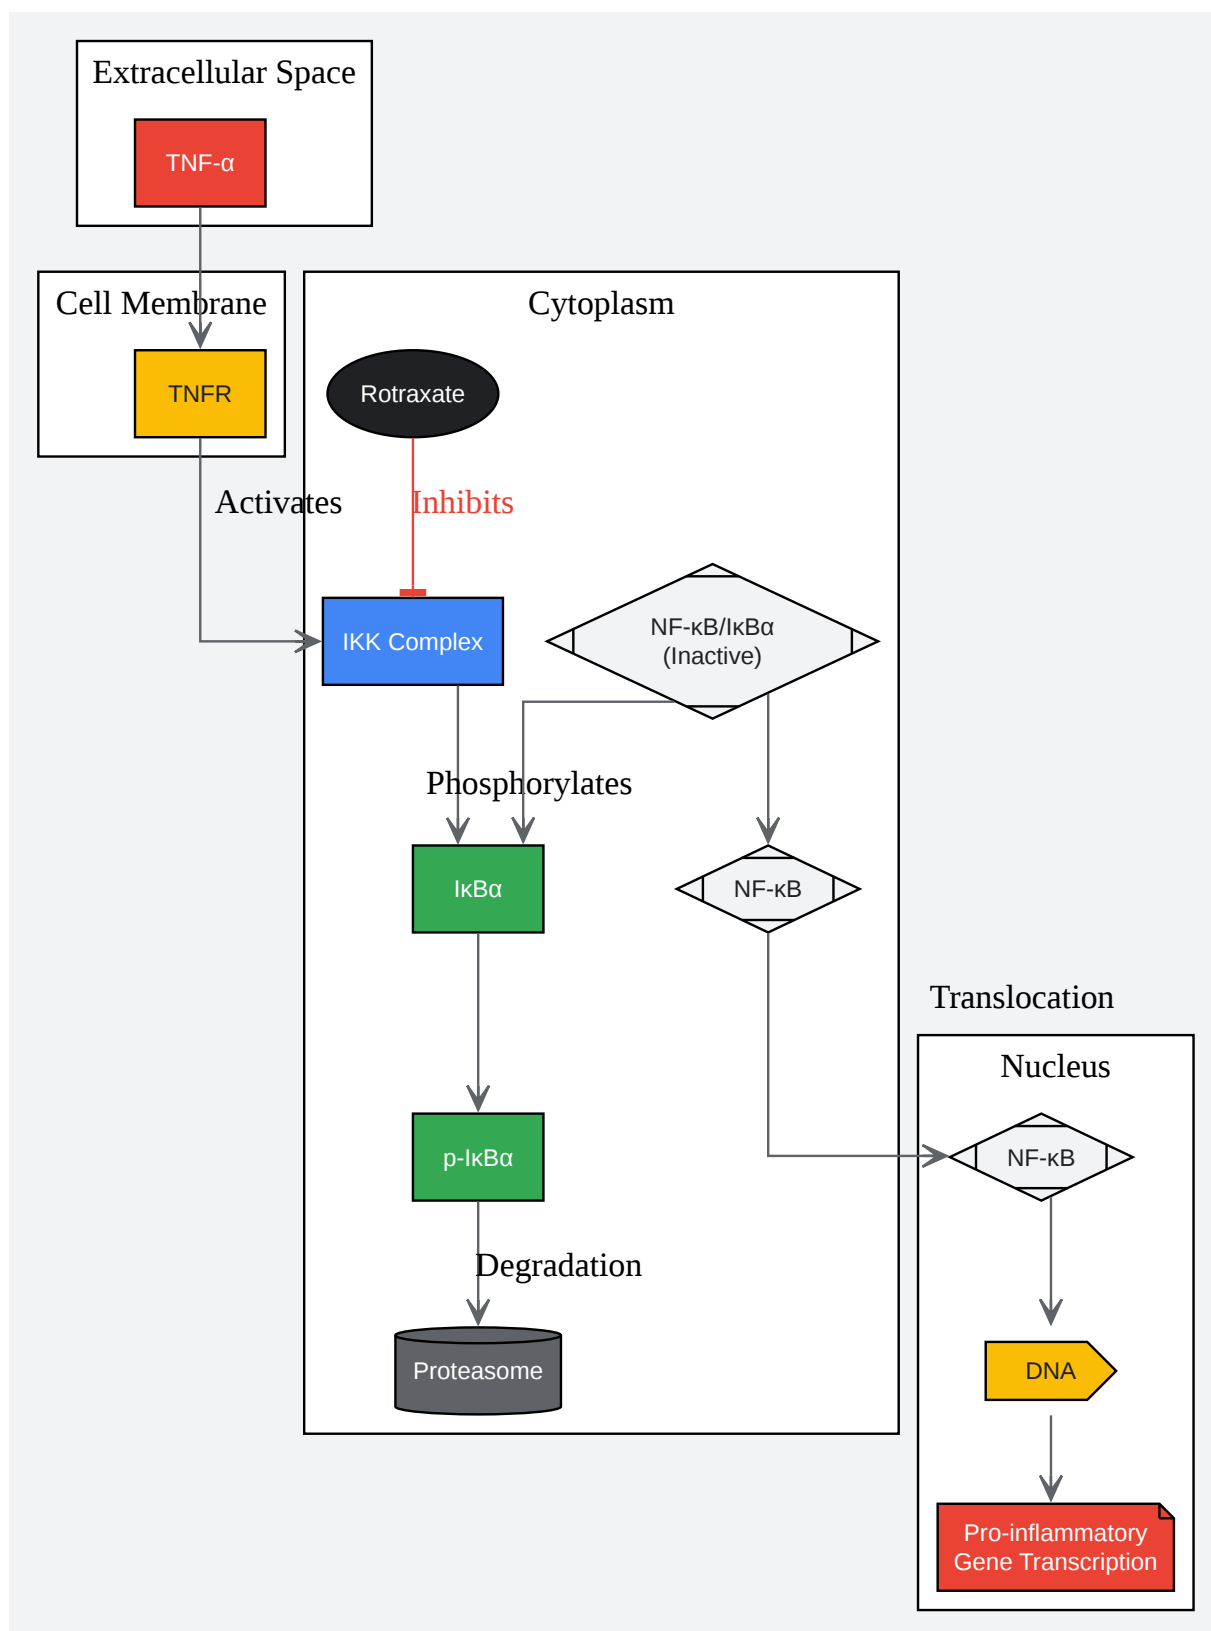 Extracellular Space
TNF-α
Cell Membrane
TNFR
Cytoplasm
Rotraxate
Activates
Inhibits
IKK Complex
NF-κB/IκBα
(Inactive)
Phosphorylates
IκBα
NF-κB
Translocation
Nucleus
p-IκBα
NF-κB
Degradation
Proteasome
DNA
Pro-inflammatory
Gene Transcription